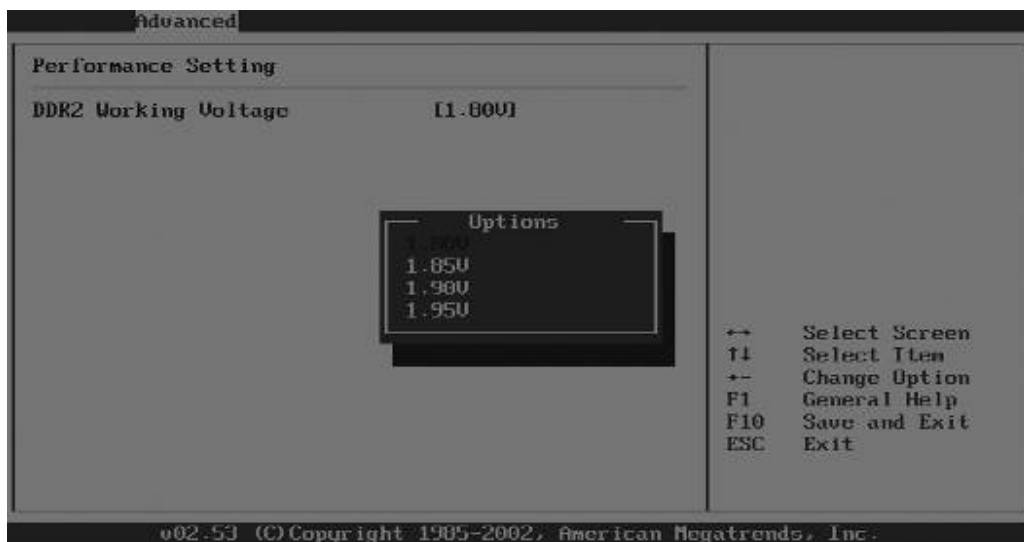 Advanced
Performance Setting
DDR2 Working Voltage [1.80V]
Options
1.80V
1.85V
1.90V
1.95V
←→ Select Screen
↑↓ Select Item
+- Change Option
F1 General Help
F10 Save and Exit
ESC Exit
v02.53 (C)Copyright 1985-2002, American Megatrends, Inc.